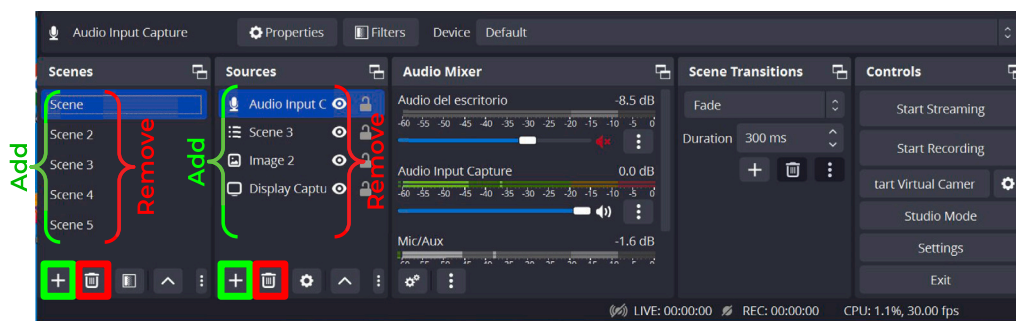 Audio Input Capture Properties Filters Device Default
Scenes
Scene
Scene 2
Scene 3
Scene 4
Scene 5
Add
Remove
Sources
Audio Input C
Scene 3
Image 2
Display Captu
Add
Remove
Audio Mixer
Audio del escritorio -8.5 dB
-60 -55 -50 -45 -40 -35 -30 -25 -20 -15 -10 -5 0
Audio Input Capture 0.0 dB
-60 -55 -50 -45 -40 -35 -30 -25 -20 -15 -10 -5 0
Mic/Aux -1.6 dB
Scene Transitions
Fade
Duration 300 ms
Controls
Start Streaming
Start Recording
tart Virtual Camer
Studio Mode
Settings
Exit
LIVE: 00:00:00 REC: 00:00:00 CPU: 1.1%, 30.00 fps